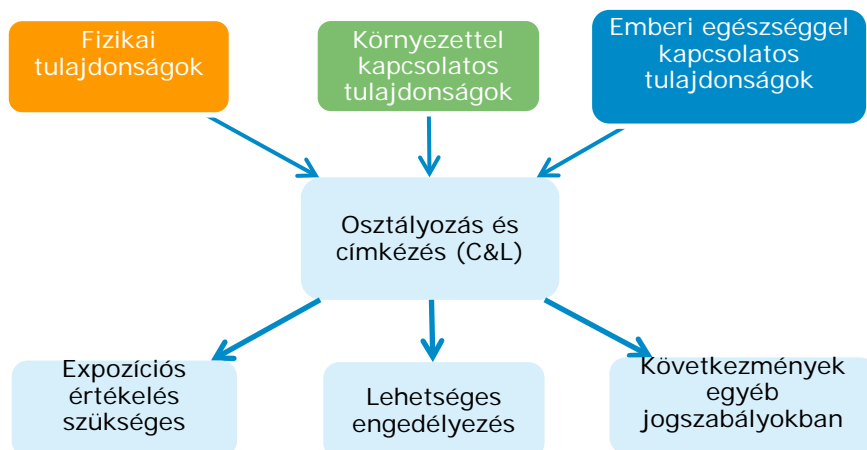 Fizikai
tulajdonságok
Környezettel
kapcsolatos
tulajdonságok
Emberi egészséggel
kapcsolatos
tulajdonságok
Osztályozás és
címkézés (C&L)
Expozíciós
értékelés
szükséges
Lehetséges
engedélyezés
Következmények
egyéb
jogszabályokban